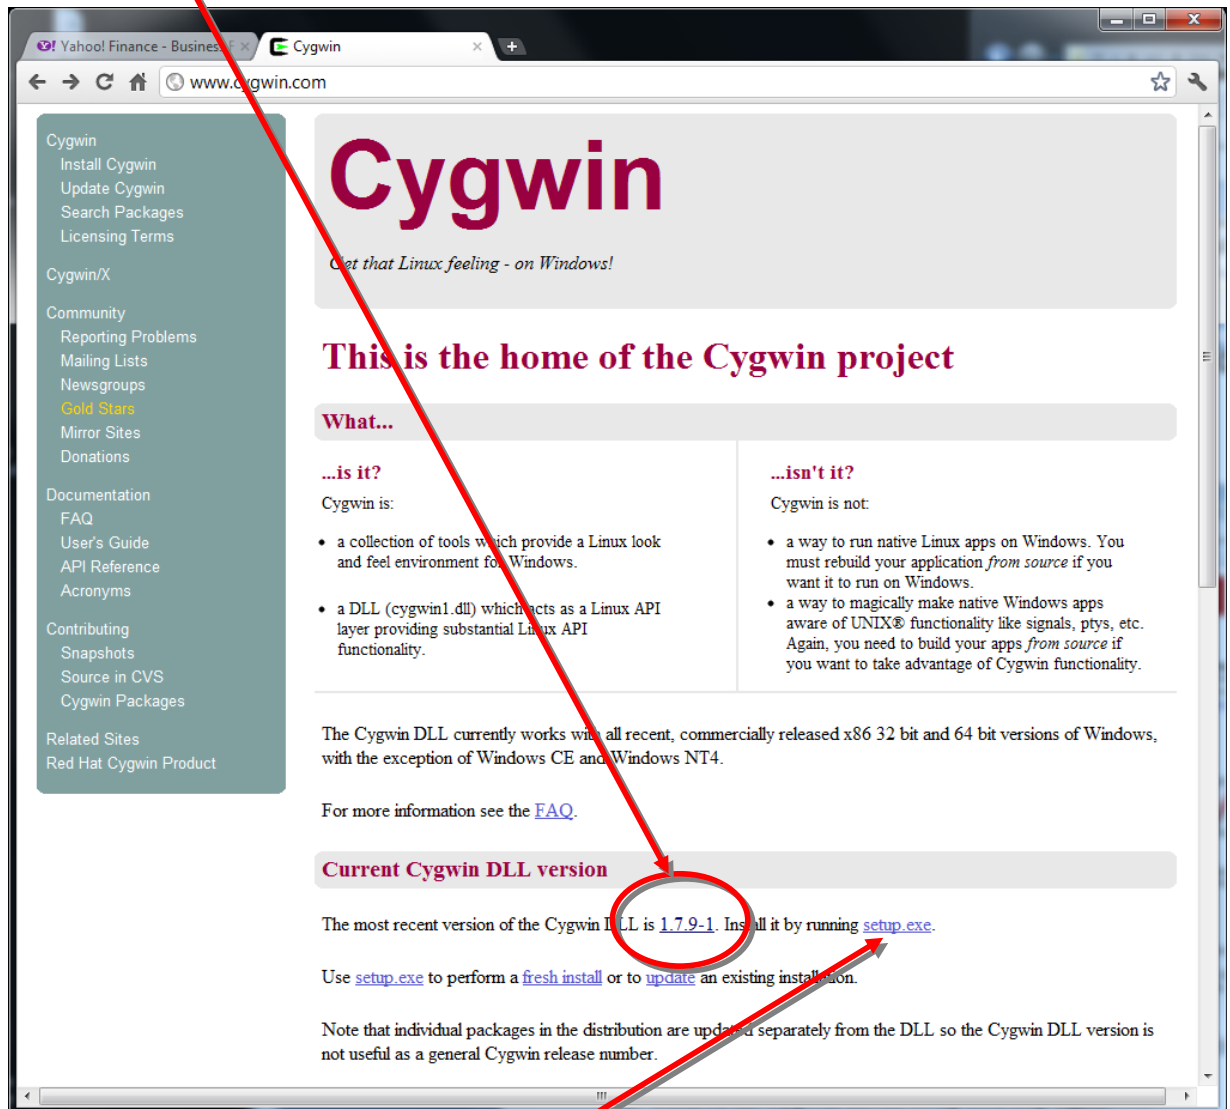 Yahoo! Finance - Business F
Cygwin
www.cygwin.com
Cygwin
Install Cygwin
Update Cygwin
Search Packages
Licensing Terms
Cygwin/X
Community
Reporting Problems
Mailing Lists
Newsgroups
Gold Stars
Mirror Sites
Donations
Documentation
FAQ
User's Guide
API Reference
Acronyms
Contributing
Snapshots
Source in CVS
Cygwin Packages
Related Sites
Red Hat Cygwin Product
Cygwin
Get that Linux feeling - on Windows!
This is the home of the Cygwin project
What...
...is it?
Cygwin is:
• a collection of tools which provide a Linux look
and feel environment for Windows.
• a DLL (cygwin1.dll) which acts as a Linux API
layer providing substantial Linux API
functionality.
...isn't it?
Cygwin is not:
• a way to run native Linux apps on Windows. You
must rebuild your application from source if you
want it to run on Windows.
• a way to magically make native Windows apps
aware of UNIX® functionality like signals, ptys, etc.
Again, you need to build your apps from source if
you want to take advantage of Cygwin functionality.
The Cygwin DLL currently works with all recent, commercially released x86 32 bit and 64 bit versions of Windows,
with the exception of Windows CE and Windows NT4.
For more information see the FAQ.
Current Cygwin DLL version
The most recent version of the Cygwin DLL is 1.7.9-1. Install it by running setup.exe.
Use setup.exe to perform a fresh install or to update an existing installation.
Note that individual packages in the distribution are updated separately from the DLL so the Cygwin DLL version is
not useful as a general Cygwin release number.